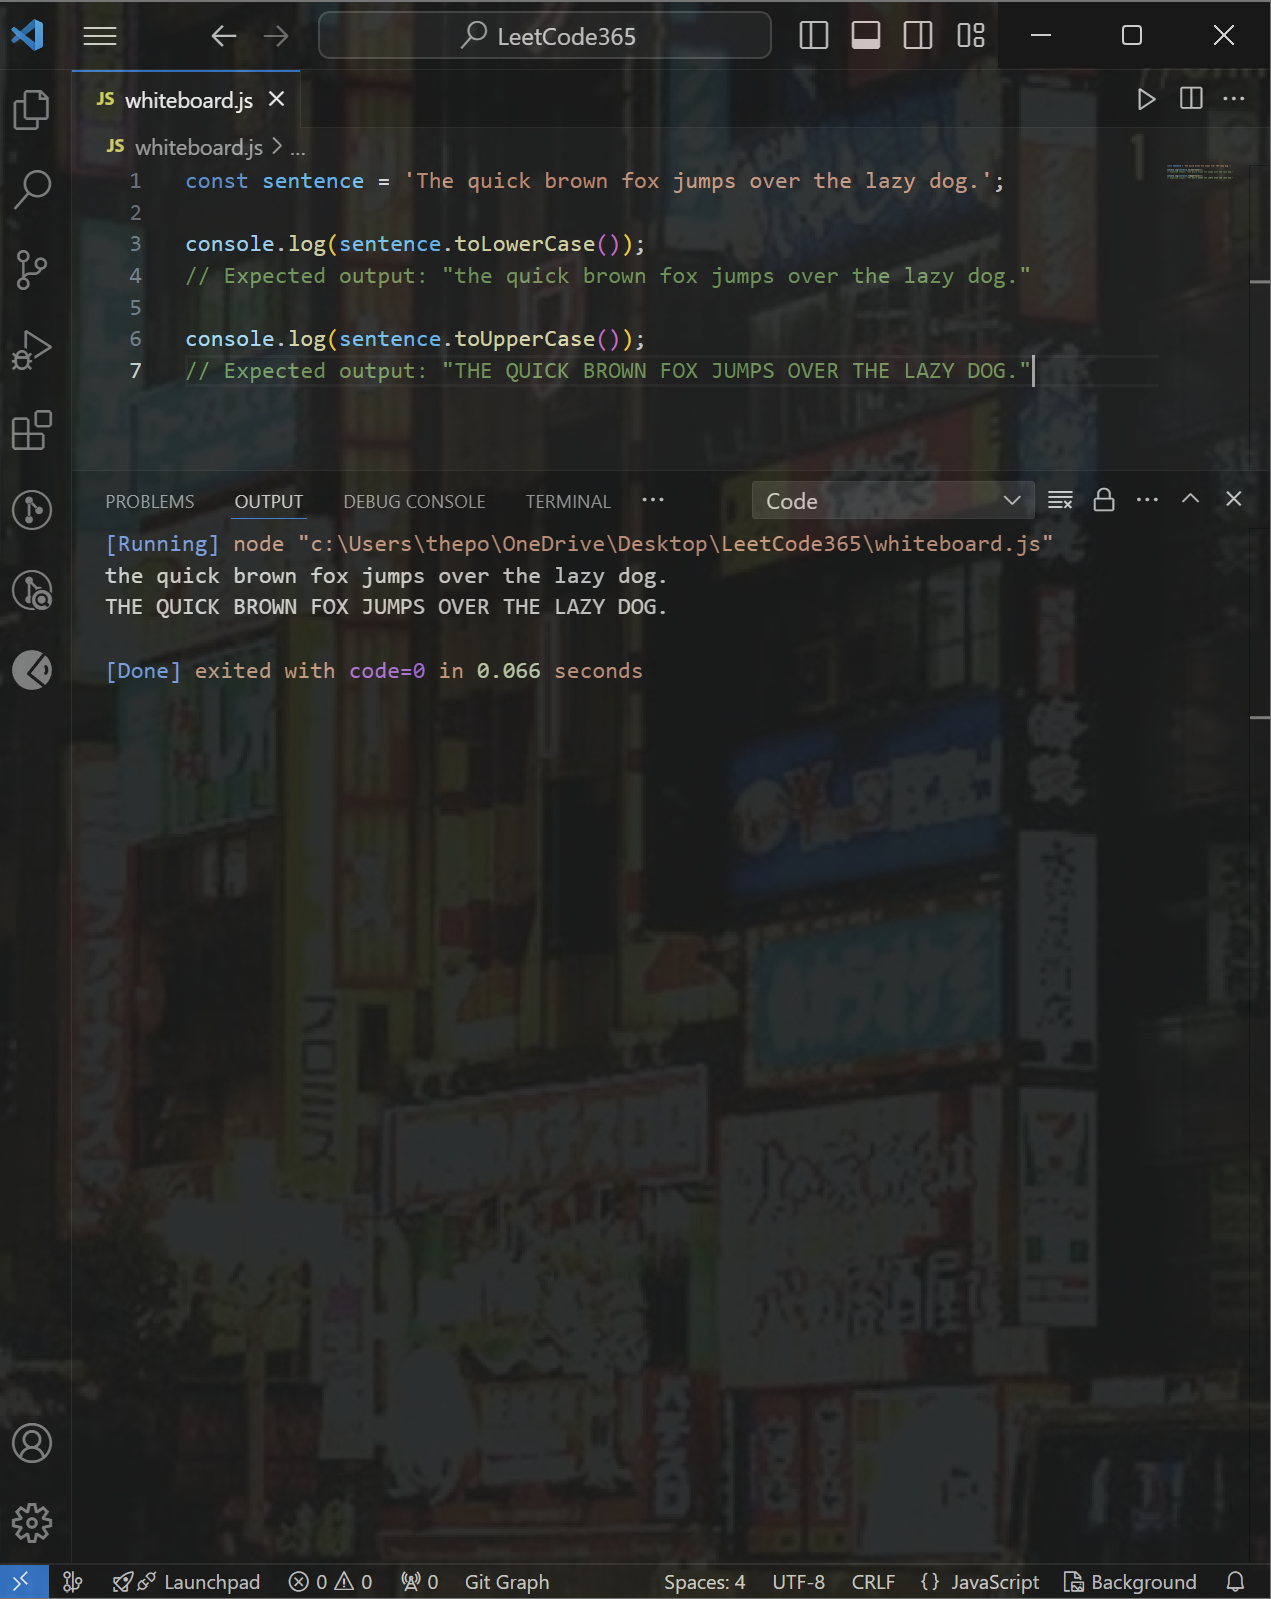 LeetCode365
JS whiteboard.js
JS whiteboard.js > ...
1 const sentence = 'The quick brown fox jumps over the lazy dog.';
2
3 console.log(sentence.toLowerCase());
4 // Expected output: "the quick brown fox jumps over the lazy dog."
5
6 console.log(sentence.toUpperCase());
7 // Expected output: "THE QUICK BROWN FOX JUMPS OVER THE LAZY DOG."
PROBLEMS OUTPUT DEBUG CONSOLE TERMINAL ... Code
[Running] node "c:\Users\thepo\OneDrive\Desktop\LeetCode365\whiteboard.js"
the quick brown fox jumps over the lazy dog.
THE QUICK BROWN FOX JUMPS OVER THE LAZY DOG.
[Done] exited with code=0 in 0.066 seconds
プロミス
Launchpad 0 0 0 Git Graph Spaces: 4 UTF-8 CRLF {} JavaScript Background